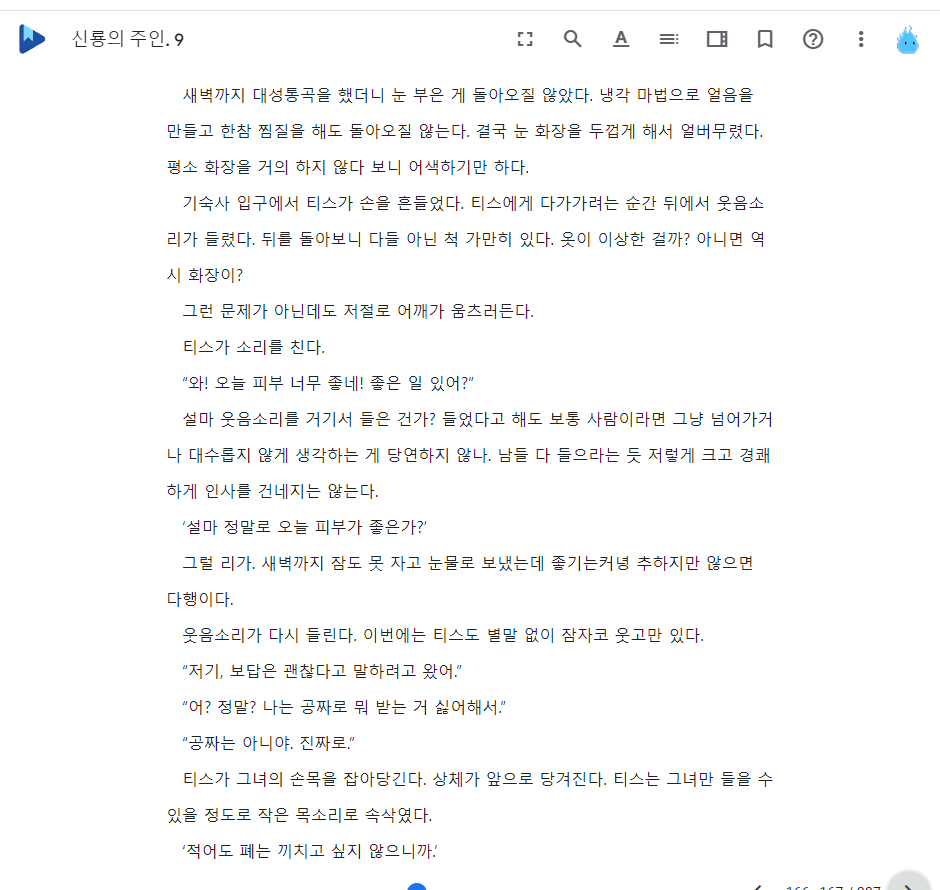 신룡의 주인. 9
새벽까지 대성통곡을 했더니 눈 부은 게 돌아오질 않았다. 냉각 마법으로 얼음을
만들고 한참 찜질을 해도 돌아오질 않는다. 결국 눈 화장을 두껍게 해서 얼버무렸다.
평소 화장을 거의 하지 않다 보니 어색하기만 하다.
기숙사 입구에서 티스가 손을 흔들었다. 티스에게 다가가려는 순간 뒤에서 웃음소
리가 들렸다. 뒤를 돌아보니 다들 아닌 척 가만히 있다. 옷이 이상한 걸까? 아니면 역
시 화장이?
그런 문제가 아닌데도 저절로 어깨가 움츠러든다.
티스가 소리를 친다.
“와! 오늘 피부 너무 좋네! 좋은 일 있어?”
설마 웃음소리를 거기서 들은 건가? 들었다고 해도 보통 사람이라면 그냥 넘어가거
나 대수롭지 않게 생각하는 게 당연하지 않나. 남들 다 들으라는 듯 저렇게 크고 경쾌
하게 인사를 건네지는 않는다.
‘설마 정말로 오늘 피부가 좋은가?’
그럴 리가. 새벽까지 잠도 못 자고 눈물로 보냈는데 좋기는커녕 추하지만 않으면
다행이다.
웃음소리가 다시 들린다. 이번에는 티스도 별말 없이 잠자코 웃고만 있다.
“저기, 보답은 괜찮다고 말하려고 왔어.”
“어? 정말? 나는 공짜로 뭐 받는 거 싫어해서.”
“공짜는 아니야. 진짜로.”
티스가 그녀의 손목을 잡아당긴다. 상체가 앞으로 당겨진다. 티스는 그녀만 들을 수
있을 정도로 작은 목소리로 속삭였다.
‘적어도 폐는 끼치고 싶지 않으니까.’